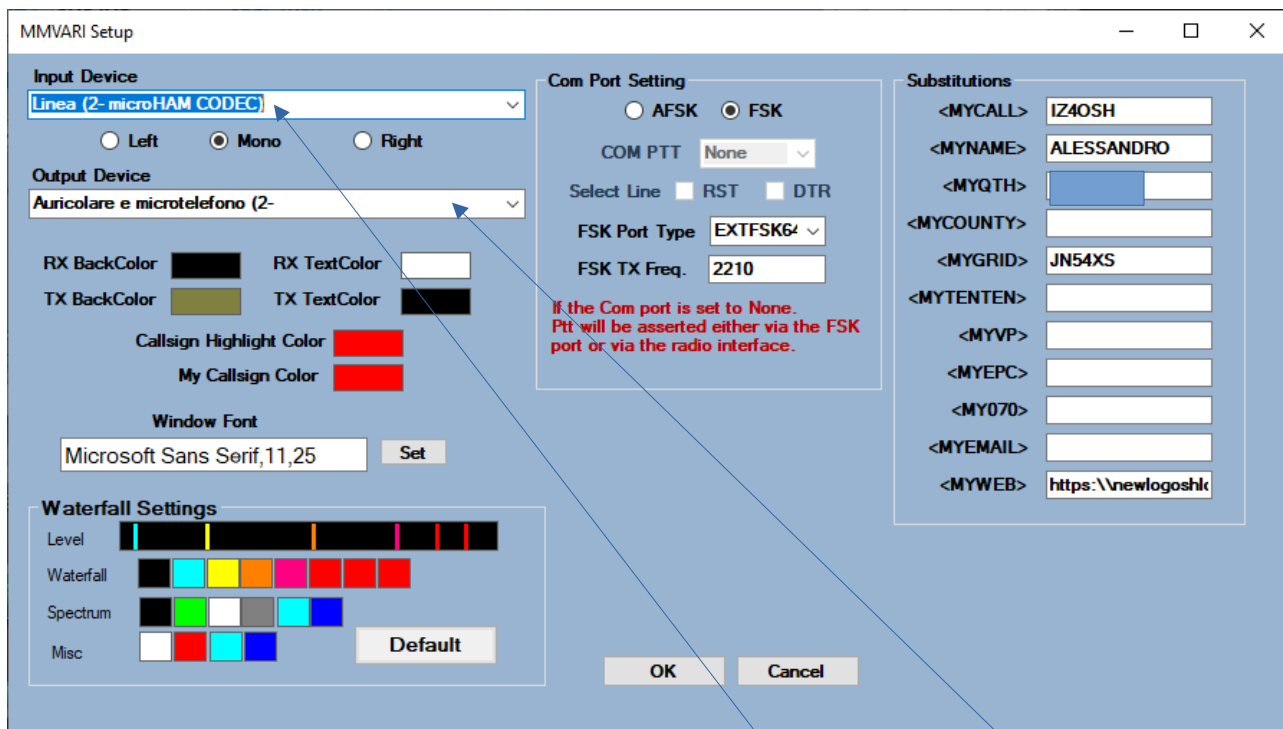 MMVARI Setup
Input Device
Linea (2- microHAM CODEC)
Left Mono Right
Output Device
Auricolare e microtelefono (2-
RX BackColor RX TextColor
TX BackColor TX TextColor
Callsign Highlight Color
My Callsign Color
Window Font
Microsoft Sans Serif,11,25 Set
Waterfall Settings
Level
Waterfall
Spectrum
Misc
Default
Com Port Setting
AFSK FSK
COM PTT None
Select Line RST DTR
FSK Port Type EXTFSK64
FSK TX Freq. 2210
If the Com port is set to None.
Ptt will be asserted either via the FSK
port or via the radio interface.
Substitutions
<MYCALL> IZ4OSH
<MYNAME> ALESSANDRO
<MYQTH>
<MYCOUNTY>
<MYGRID> JN54XS
<MYTENTEN>
<MYVP>
<MYEPC>
<MY070>
<MYEMAIL>
<MYWEB> https:\\newlogoshlo
OK Cancel